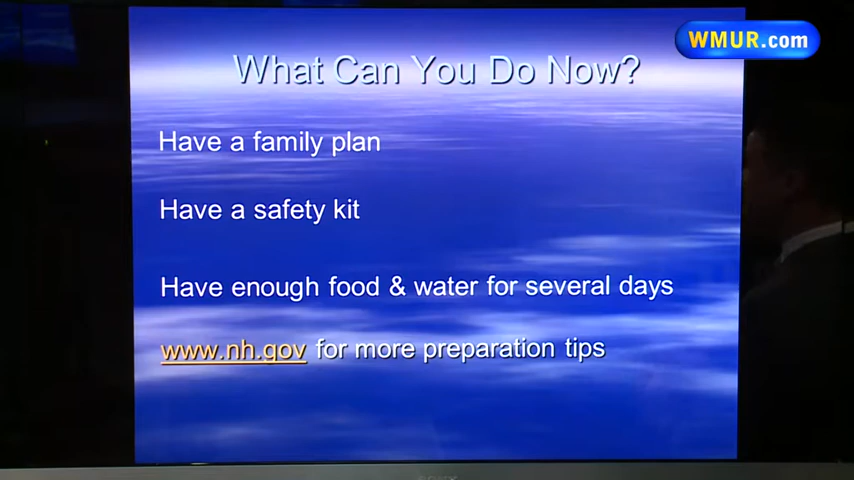 WMUR.com
What Can You Do Now?
Have a family plan
Have a safety kit
Have enough food & water for several days
www.nh.gov for more preparation tips